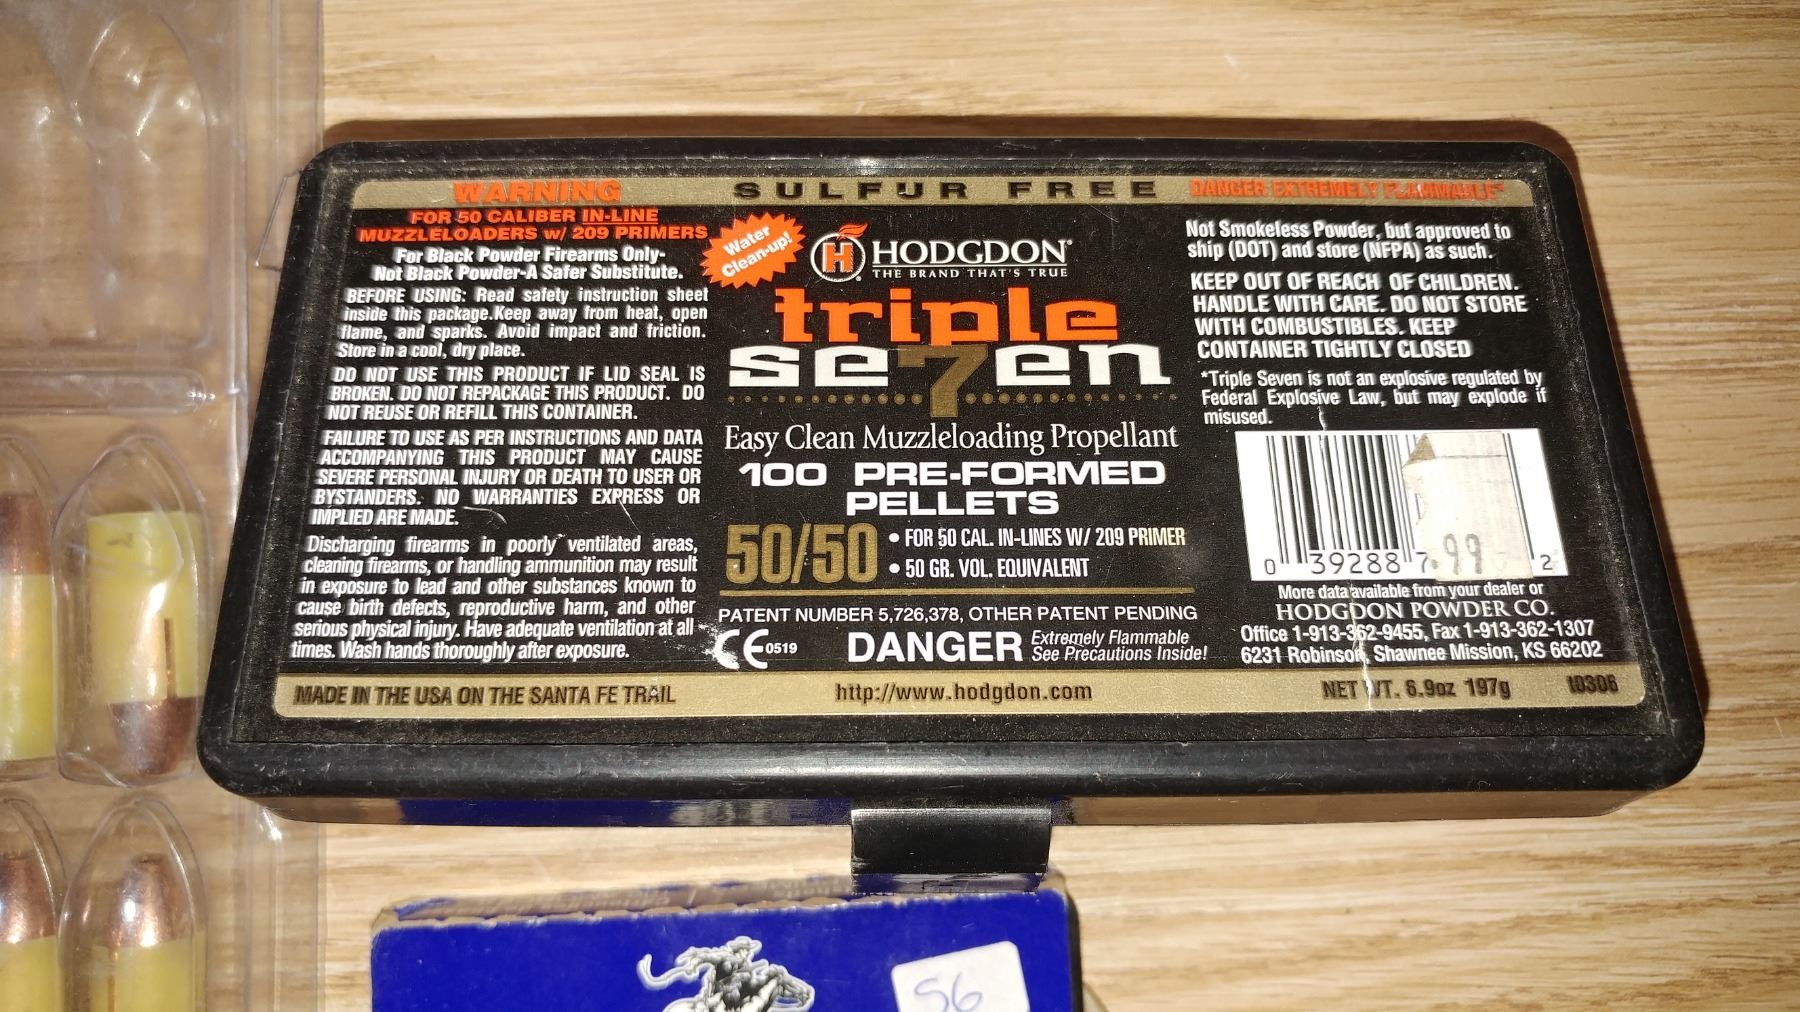 WARNING
FOR 50 CALIBER IN-LINE
MUZZLELOADERS w/ 209 PRIMERS
For Black Powder Firearms Only-
Not Black Powder-A Safer Substitute.
BEFORE USING: Read safety instruction sheet
inside this package.Keep away from heat, open
flame, and sparks. Avoid impact and friction.
Store in a cool, dry place.
DO NOT USE THIS PRODUCT IF LID SEAL IS
BROKEN. DO NOT REPACKAGE THIS PRODUCT. DO
NOT REUSE OR REFILL THIS CONTAINER.
FAILURE TO USE AS PER INSTRUCTIONS AND DATA
ACCOMPANYING THIS PRODUCT MAY CAUSE
SEVERE PERSONAL INJURY OR DEATH TO USER OR
BYSTANDERS. NO WARRANTIES EXPRESS OR
IMPLIED ARE MADE.
Discharging firearms in poorly ventilated areas,
cleaning firearms, or handling ammunition may result
in exposure to lead and other substances known to
cause birth defects, reproductive harm, and other
serious physical injury. Have adequate ventilation at all
times. Wash hands thoroughly after exposure.
MADE IN THE USA ON THE SANTA FE TRAIL
SULFUR FREE
Water
Clean-up!
H HODGDON®
THE BRAND THAT'S TRUE
triple
se7en
Easy Clean Muzzleloading Propellant
100 PRE-FORMED
PELLETS
50/50
• FOR 50 CAL. IN-LINES W/ 209 PRIMER
• 50 GR. VOL. EQUIVALENT
PATENT NUMBER 5,726,378, OTHER PATENT PENDING
CE 0519
DANGER
Extremely Flammable
See Precautions Inside!
http://www.hodgdon.com
DANGER EXTREMELY FLAMMABLE*
Not Smokeless Powder, but approved to
ship (DOT) and store (NFPA) as such.
KEEP OUT OF REACH OF CHILDREN.
HANDLE WITH CARE. DO NOT STORE
WITH COMBUSTIBLES. KEEP
CONTAINER TIGHTLY CLOSED
*Triple Seven is not an explosive regulated by
Federal Explosive Law, but may explode if
misused.
0 39288 7.99 2
More data available from your dealer or
HODGDON POWDER CO.
Office 1-913-362-9455, Fax 1-913-362-1307
6231 Robinson, Shawnee Mission, KS 66202
NET WT. 6.9oz 197g
t0306
56